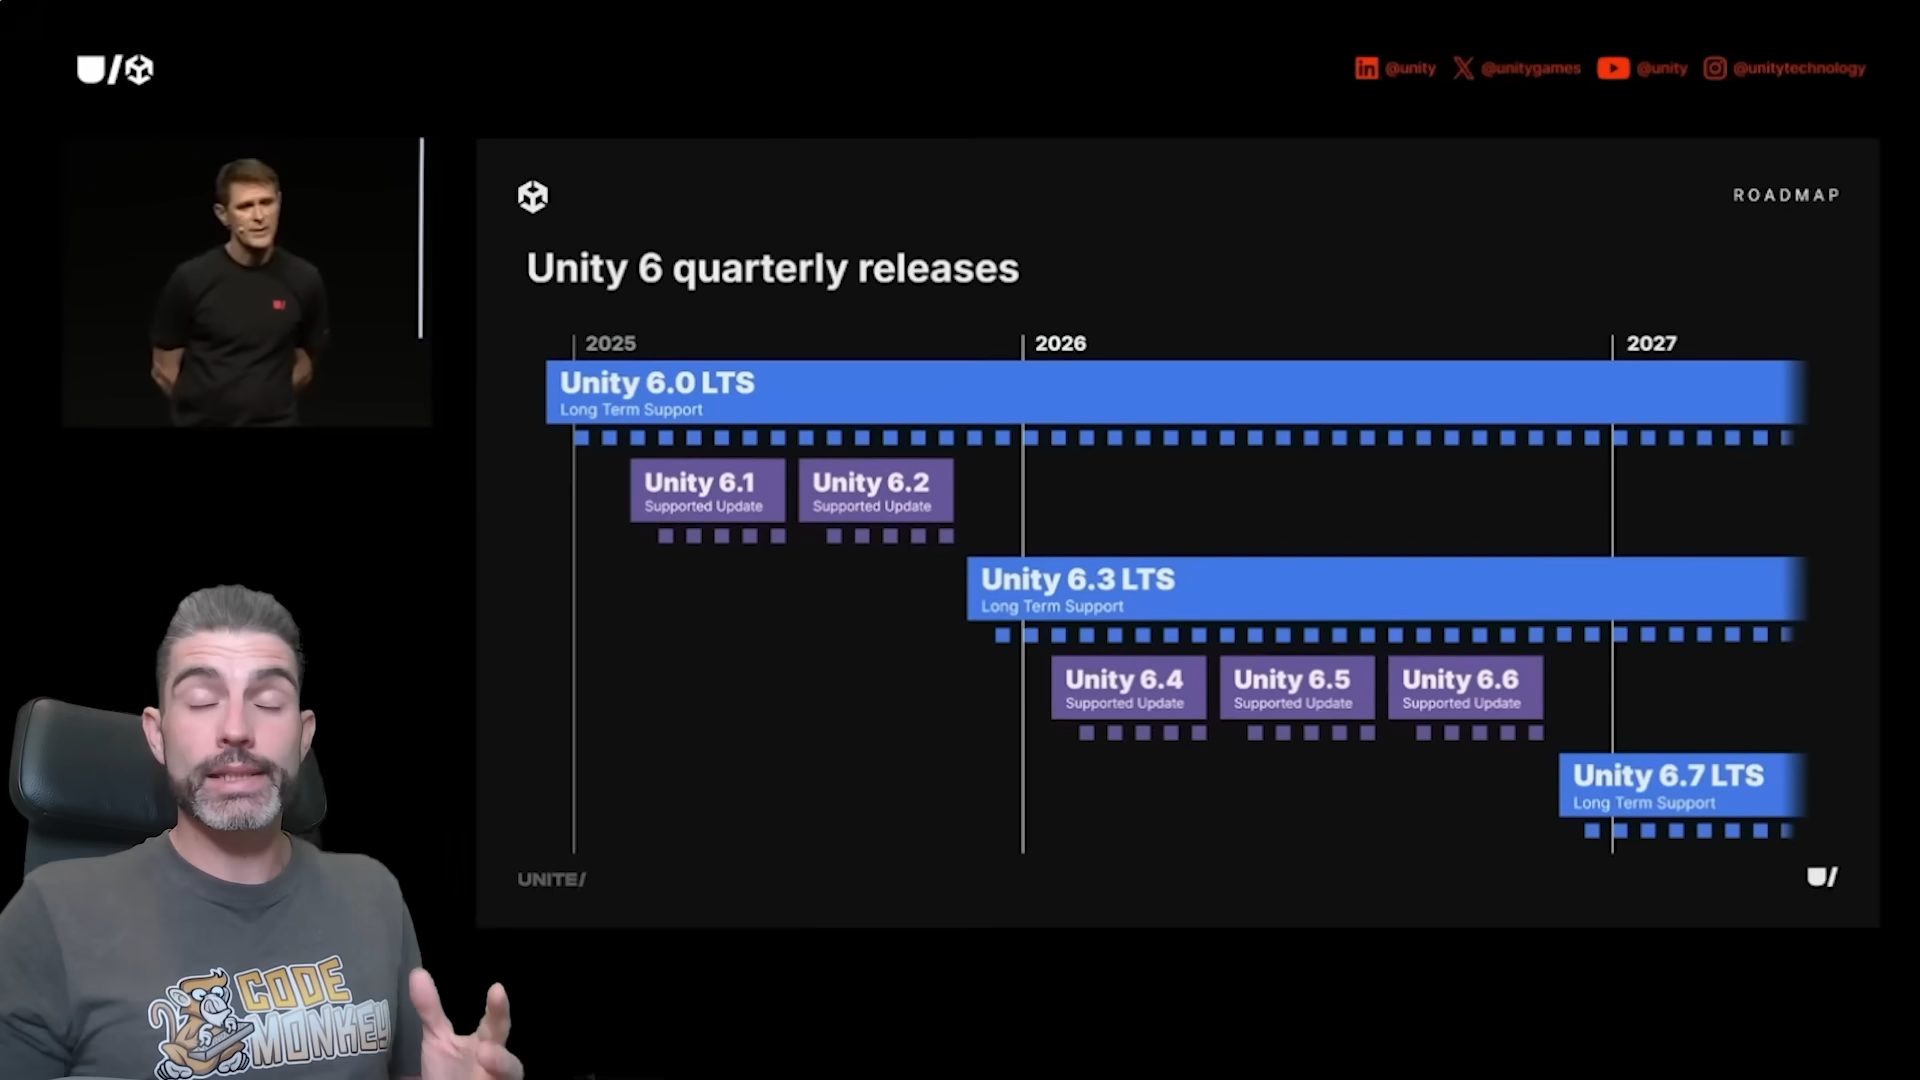 @unity @unitygames @unity @unitytechnology
ROADMAP
Unity 6 quarterly releases
2025 2026 2027
Unity 6.0 LTS
Long Term Support
Unity 6.1 Unity 6.2
Supported Update Supported Update
Unity 6.3 LTS
Long Term Support
Unity 6.4 Unity 6.5 Unity 6.6
Supported Update Supported Update Supported Update
Unity 6.7 LTS
Long Term Support
UNITE/
U/
CODE
MONKEY